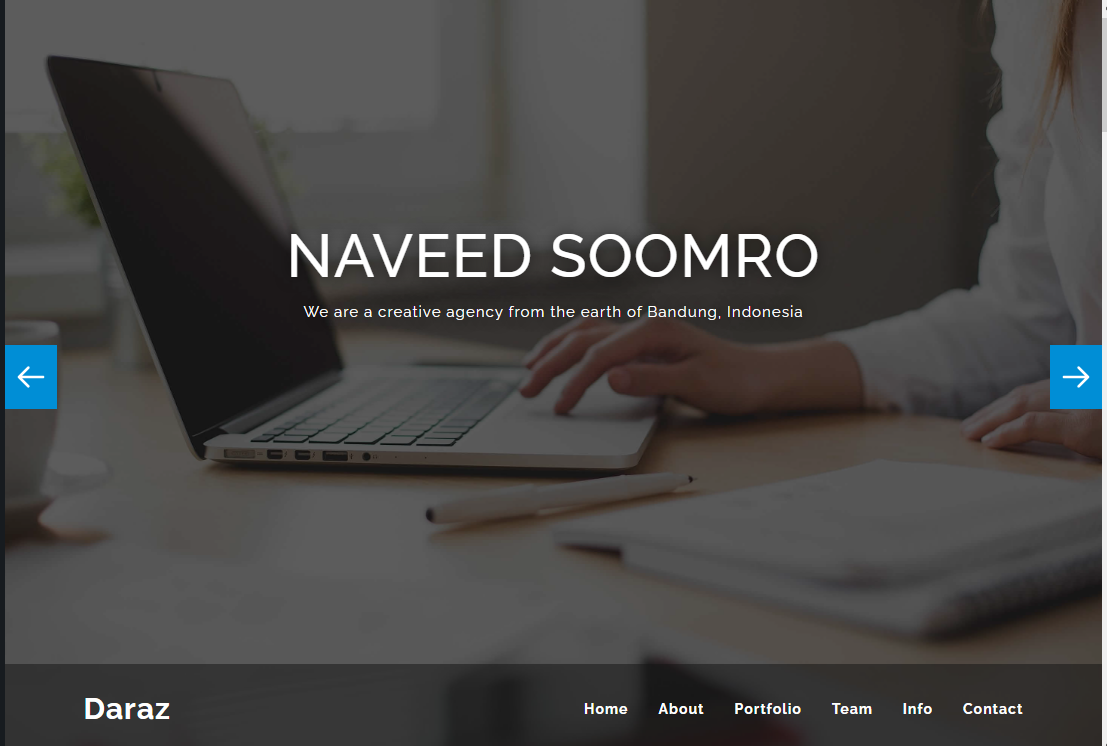 NAVEED SOOMRO
We are a creative agency from the earth of Bandung, Indonesia
Daraz
Home About Portfolio Team Info Contact